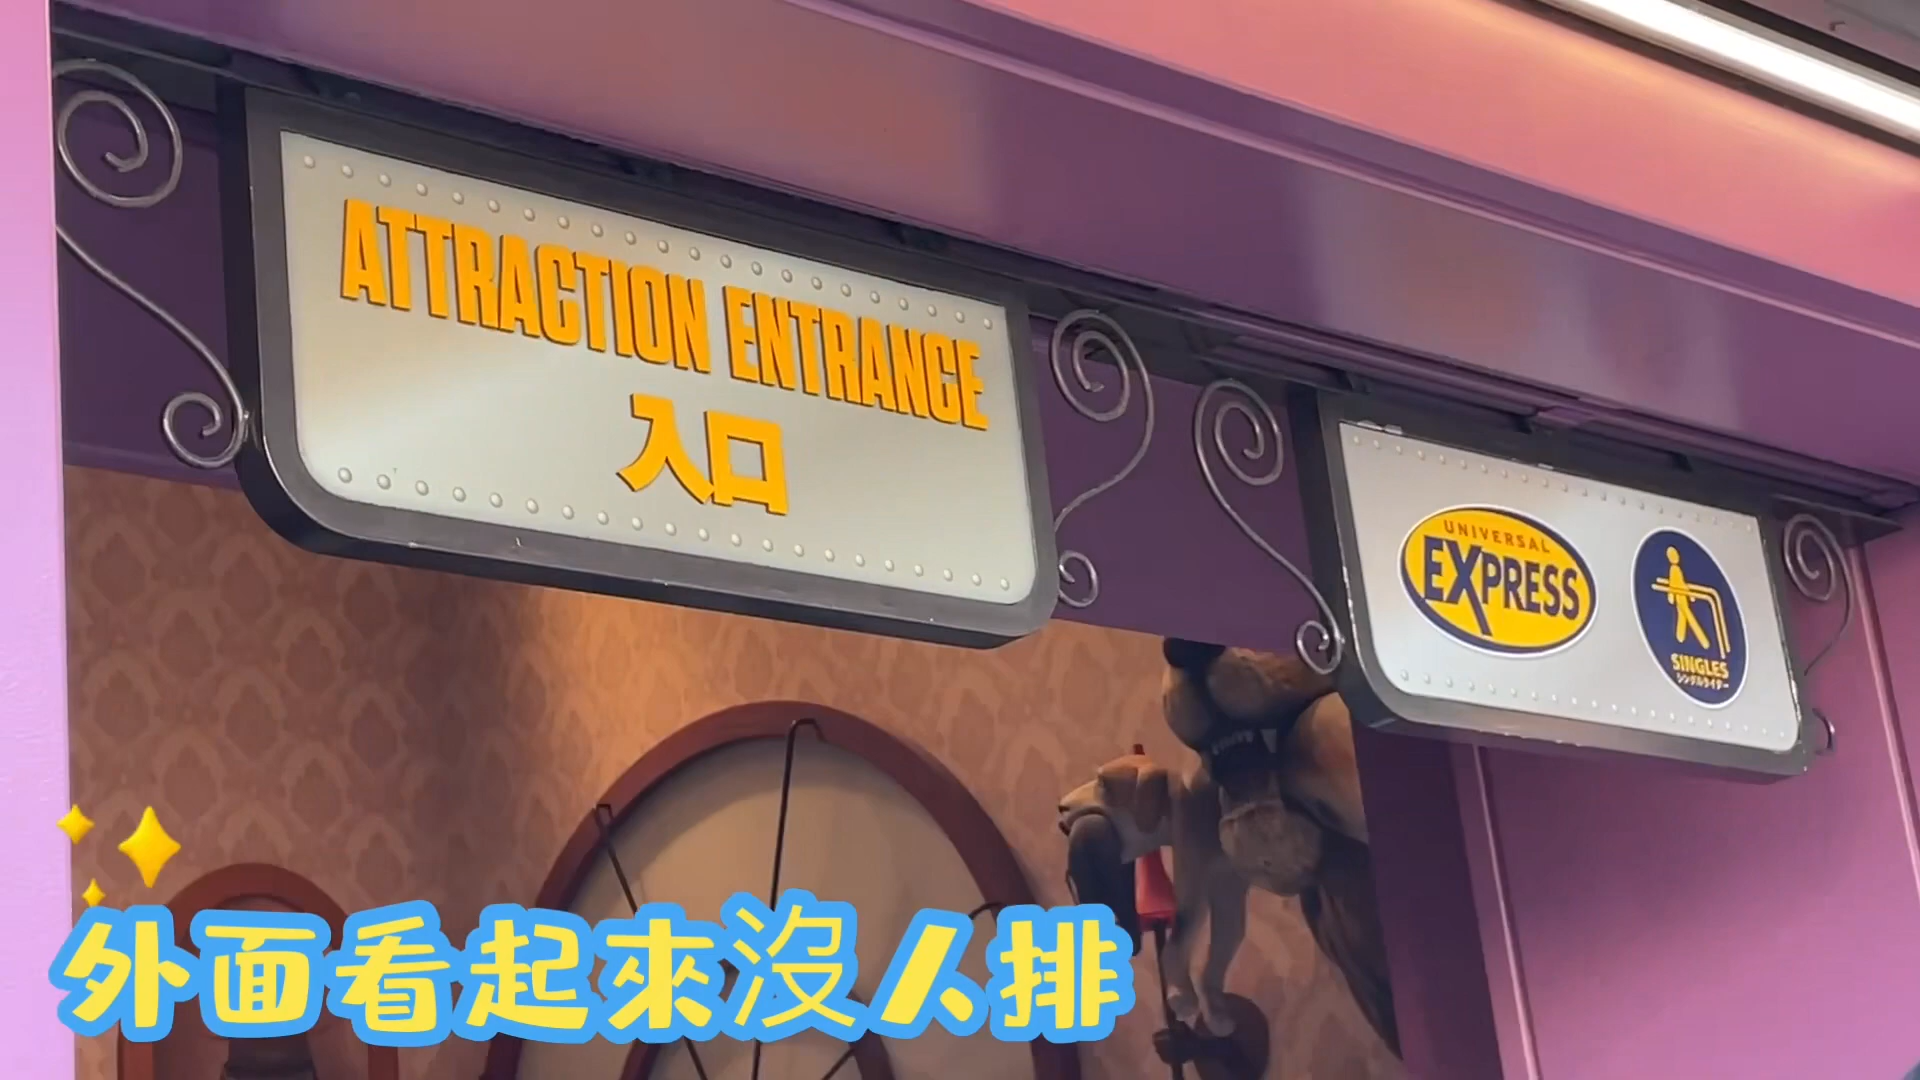 ATTRACTION ENTRANCE
入口
UNIVERSAL
EXPRESS
SINGLES
シングルライダー
外面看起來沒人排